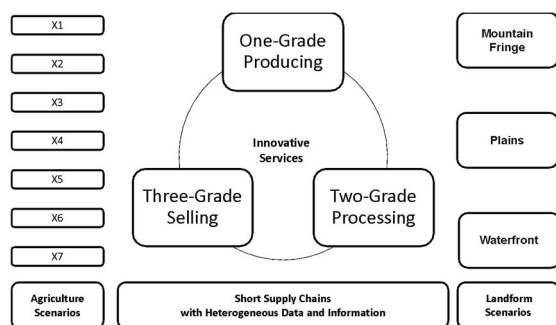 X1
X2
X3
X4
X5
X6
X7
Agriculture
Scenarios
One-Grade
Producing
Innovative
Services
Three-Grade
Selling
Two-Grade
Processing
Short Supply Chains
with Heterogeneous Data and Information
Mountain
Fringe
Plains
Waterfront
Landform
Scenarios